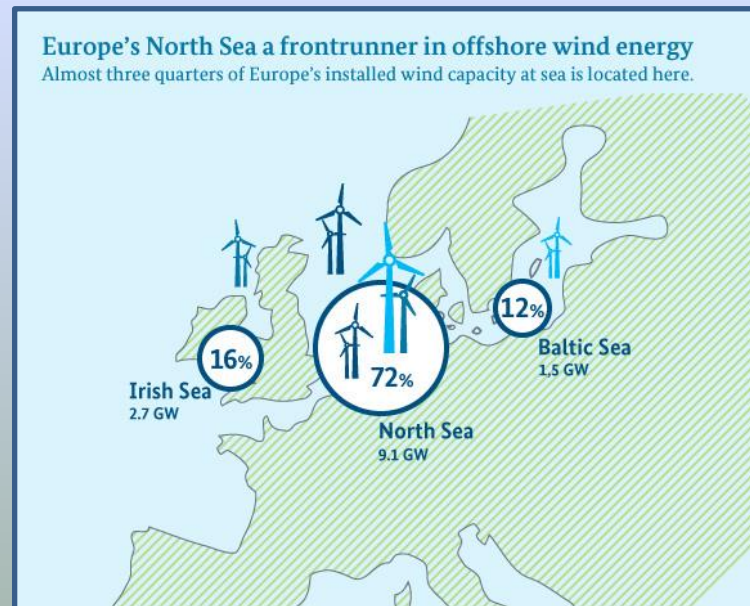 Europe's North Sea a frontrunner in offshore wind energy
Almost three quarters of Europe's installed wind capacity at sea is located here.
16%
Irish Sea
2.7 GW
72%
North Sea
9.1 GW
12%
Baltic Sea
1,5 GW